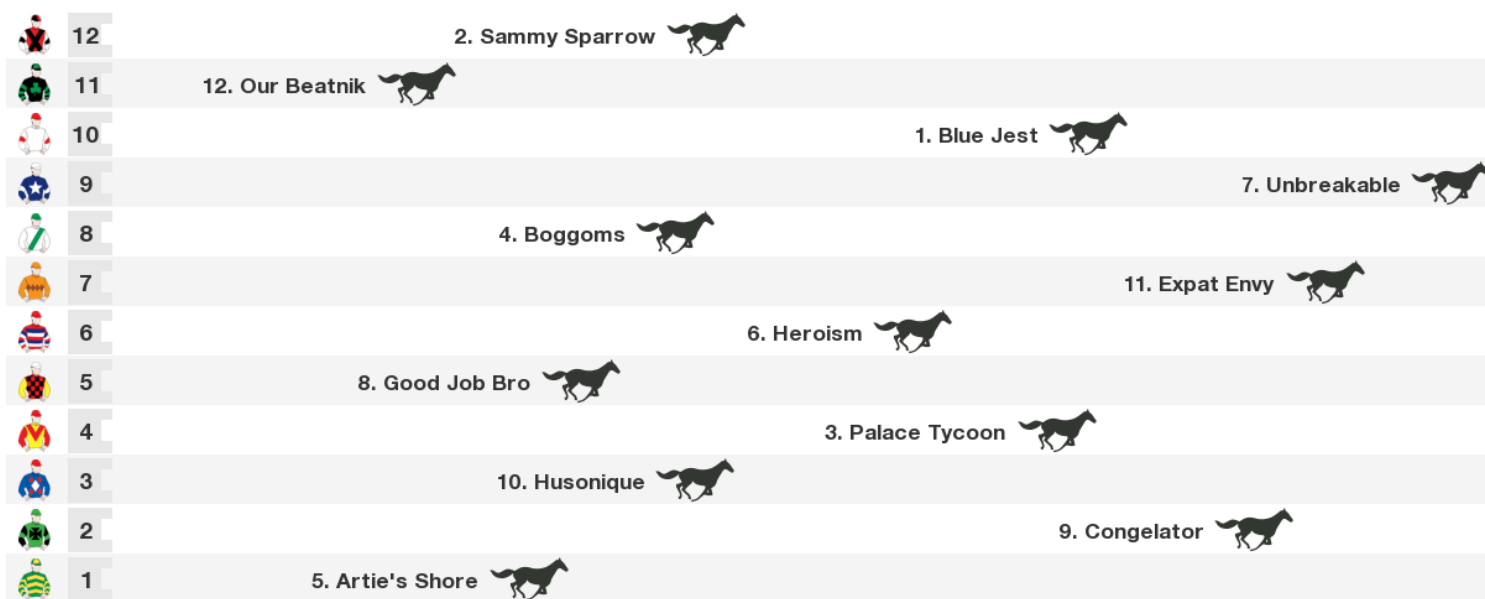 12 2. Sammy Sparrow
11 12. Our Beatnik
10 1. Blue Jest
9 7. Unbreakable
8 4. Boggoms
7 11. Expat Envy
6 6. Heroism
5 8. Good Job Bro
4 3. Palace Tycoon
3 10. Husonique
2 9. Congelator
1 5. Artie's Shore